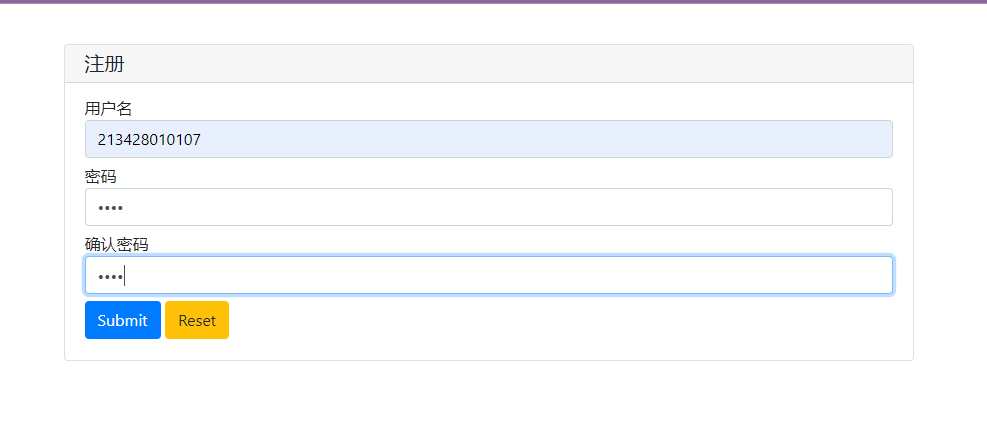 注册
用户名
213428010107
密码
••••
确认密码
••••
Submit Reset